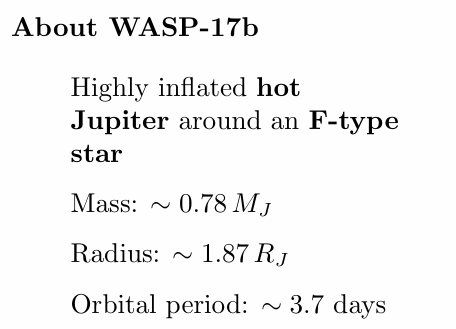 About WASP-17b
Highly inflated hot
Jupiter around an F-type
star
Mass: ∼ 0.78 M_J
Radius: ∼ 1.87 R_J
Orbital period: ∼ 3.7 days